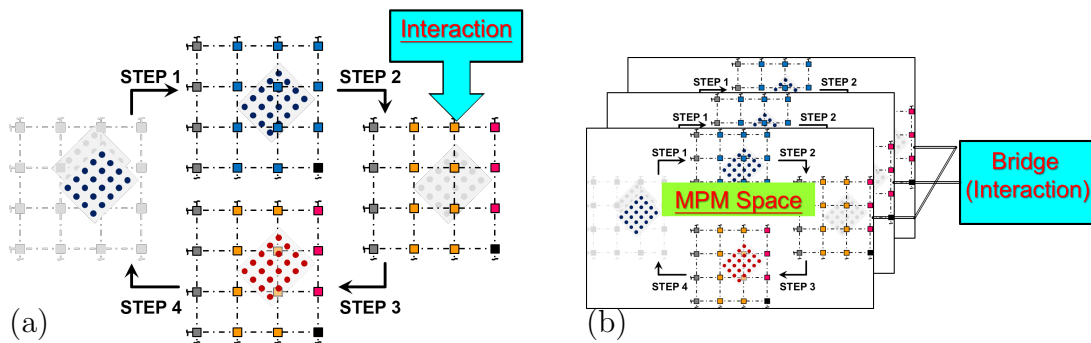 Interaction
STEP 1
STEP 2
STEP 4
STEP 3
(a)
STEP 1
STEP 2
STEP 1
STEP 2
STEP 1
STEP 2
MPM Space
STEP 4
STEP 3
Bridge
(Interaction)
(b)